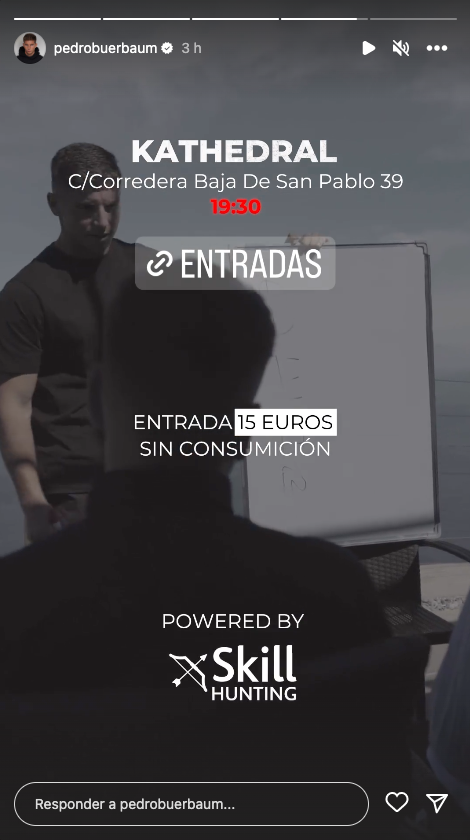 pedrobuerbaum 3 h
KATHEDRAL
C/Corredera Baja De San Pablo 39
19:30
ENTRADAS
ENTRADA 15 EUROS
SIN CONSUMICIÓN
POWERED BY
Skill
HUNTING
Responder a pedrobuerbaum...